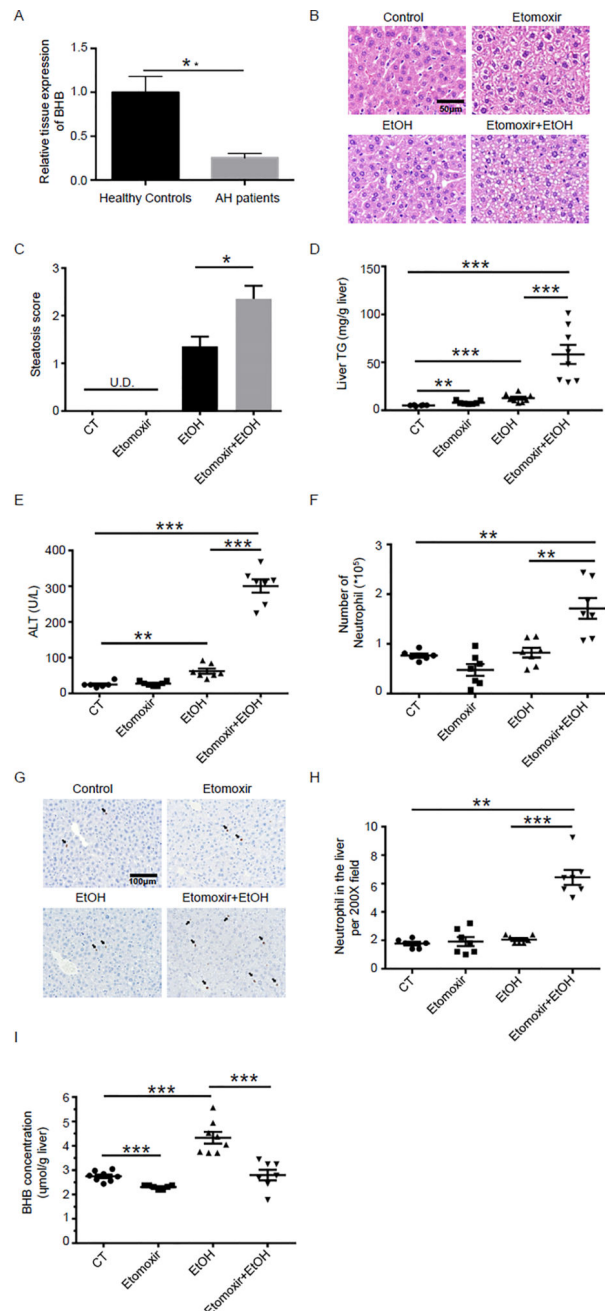 A
Relative tissue expression
of BHB
1.5
1.0
0.5
0.0
**
Healthy Controls
AH patients
B
Control
Etomoxir
50μm
EtOH
Etomoxir+EtOH
C
Steatosis score
3
2
1
0
U.D.
*
CT
Etomoxir
EtOH
Etomoxir+EtOH
D
Liver TG (mg/g liver)
150
100
50
0
***
***
***
**
CT
Etomoxir
EtOH
Etomoxir+EtOH
E
ALT (U/L)
400
300
200
100
0
***
***
**
CT
Etomoxir
EtOH
Etomoxir+EtOH
F
Number of
Neutrophil (*10⁵)
3
2
1
0
**
**
CT
Etomoxir
EtOH
Etomoxir+EtOH
G
Control
Etomoxir
100μm
EtOH
Etomoxir+EtOH
H
Neutrophil in the liver
per 200X field
10
8
6
4
2
0
**
***
CT
Etomoxir
EtOH
Etomoxir+EtOH
I
BHB concentration
(μmol/g liver)
6
5
4
3
2
1
0
***
***
***
CT
Etomoxir
EtOH
Etomoxir+EtOH